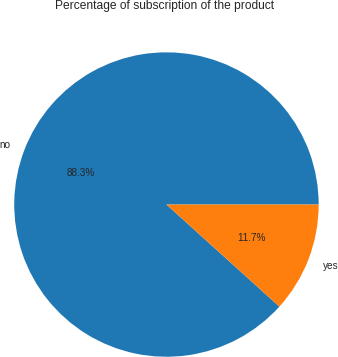 Percentage of subscription of the product
no
88.3%
11.7%
yes